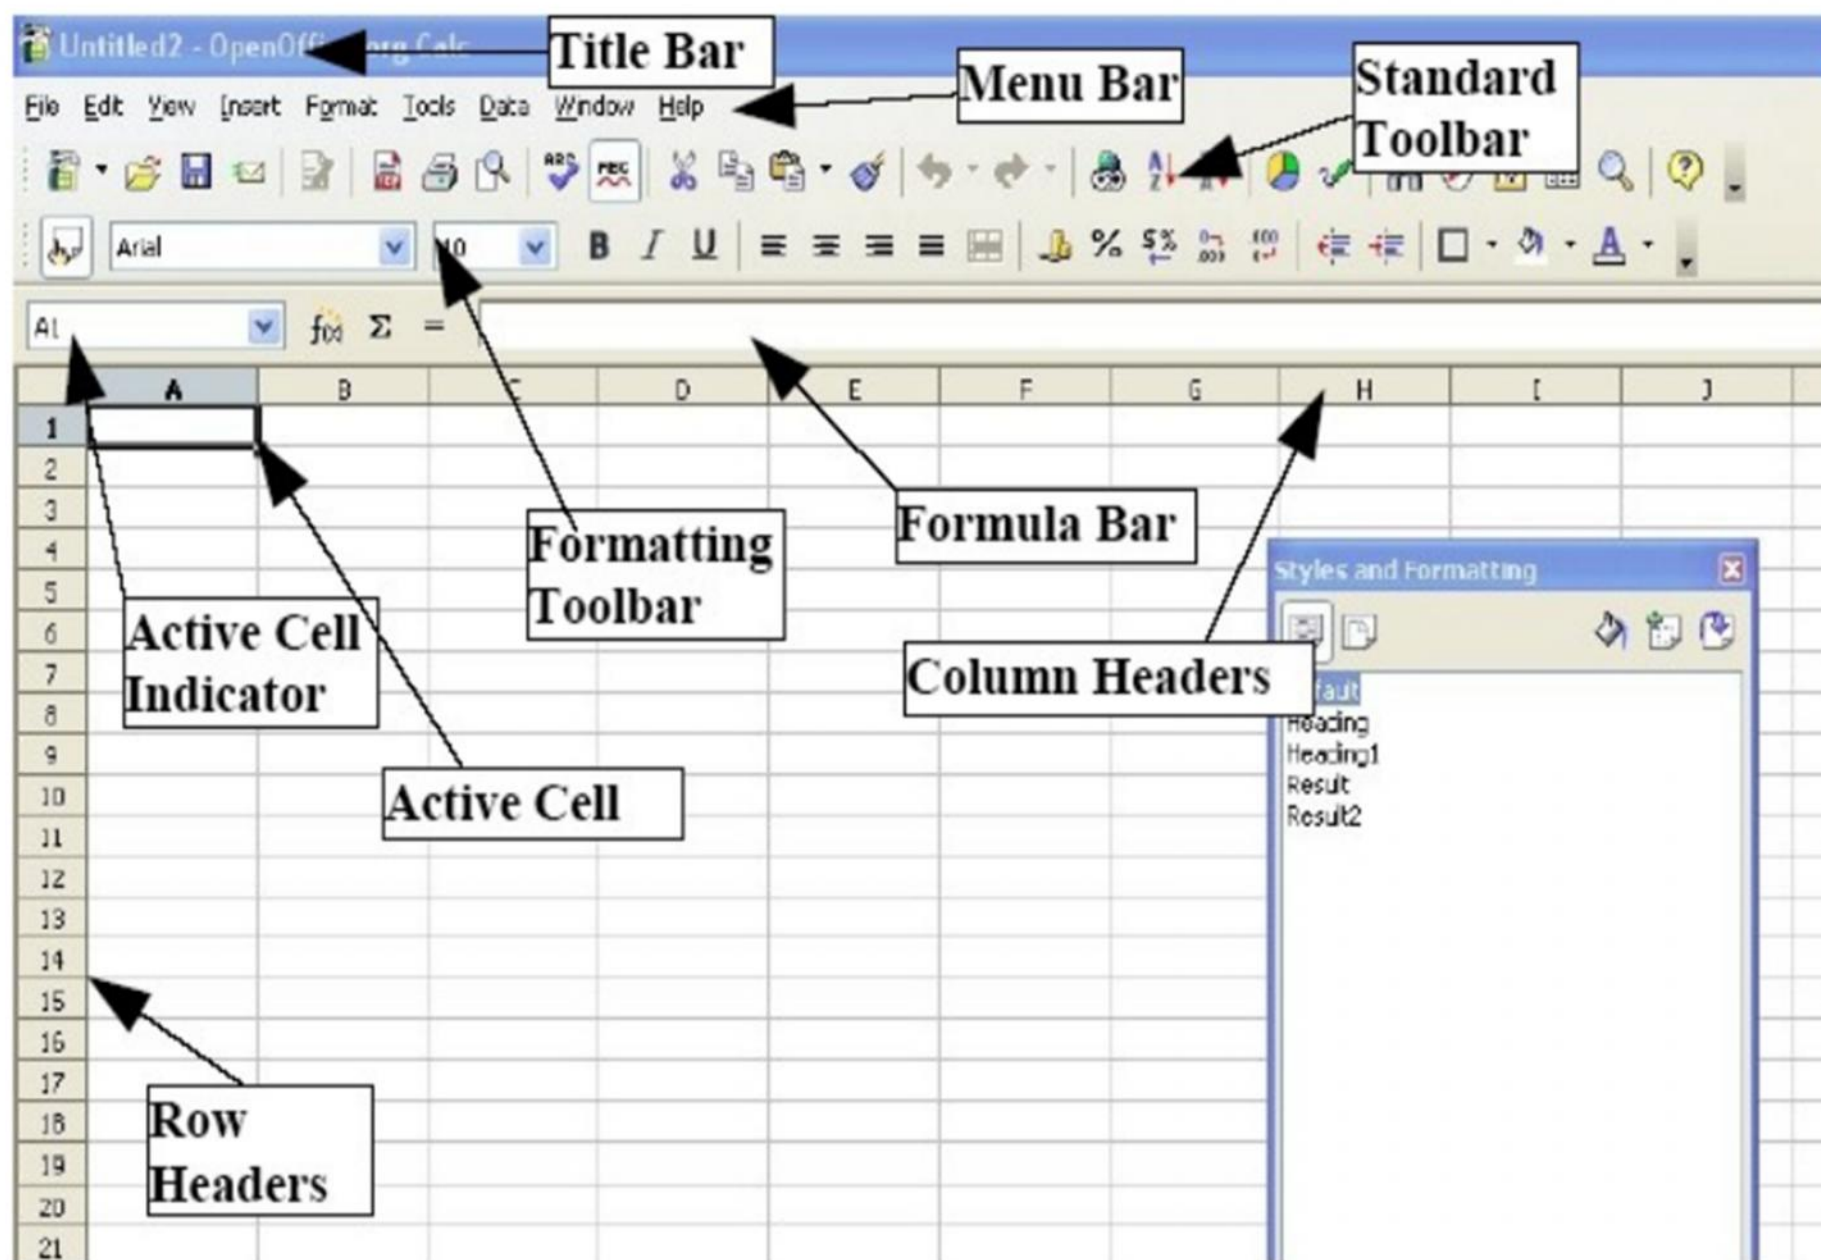 Untitled2 - OpenOffice.org Calc
Title Bar
Menu Bar
Standard
Toolbar
File Edit View Insert Format Tools Data Window Help
ABC
ABC
A
Z
Arial
10
B I U
%
$%
A
A1
f(x) Σ =
A B C D E F G H I J
1
2
3
4
5
6
7
8
9
10
11
12
13
14
15
16
17
18
19
20
21
Formatting
Toolbar
Formula Bar
Active Cell
Indicator
Column Headers
Active Cell
Row
Headers
Styles and Formatting
fault
Heading
Heading1
Result
Result2